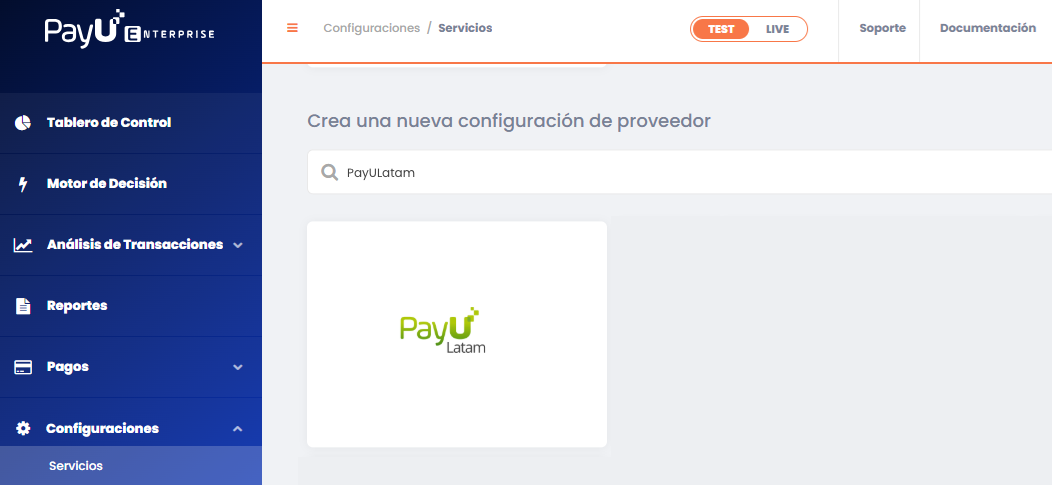 PayU ENTERPRISE
Configuraciones / Servicios
TEST LIVE
Soporte
Documentación
Tablero de Control
Motor de Decisión
Análisis de Transacciones
Reportes
Pagos
Configuraciones
Servicios
Crea una nueva configuración de proveedor
PayULatam
PayU
Latam